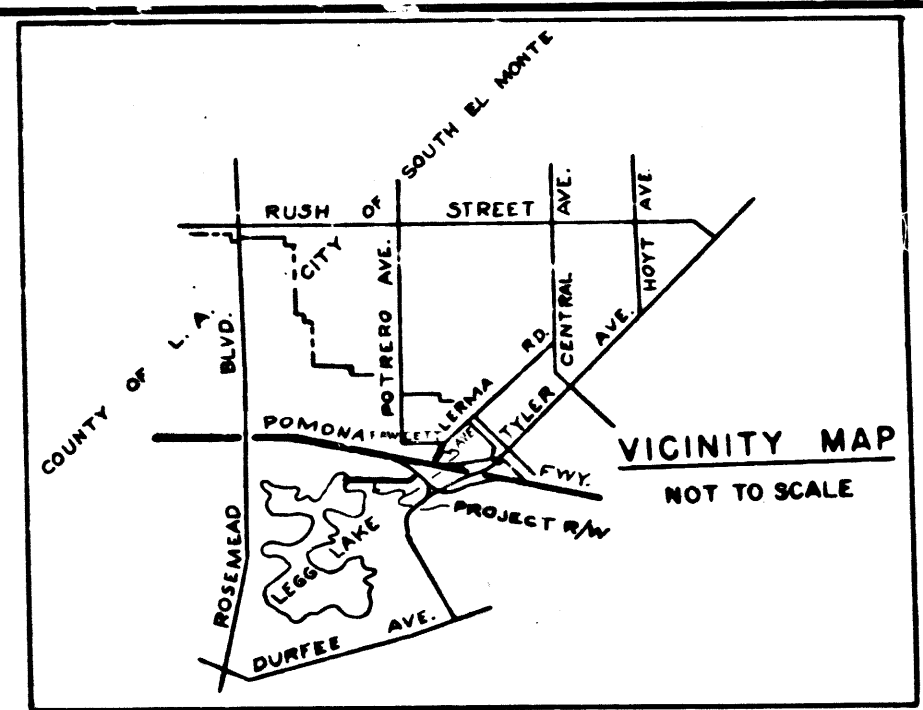 CITY OF SOUTH EL MONTE
COUNTY OF L. A.
RUSH STREET
POTRERO AVE.
CENTRAL AVE.
HOYT AVE.
ROSEMEAD BLVD.
LERMA RD.
TYLER AVE.
POMONA FWY.
AVE
LEGG LAKE
PROJECT R/W
DURFEE AVE.
VICINITY MAP
NOT TO SCALE